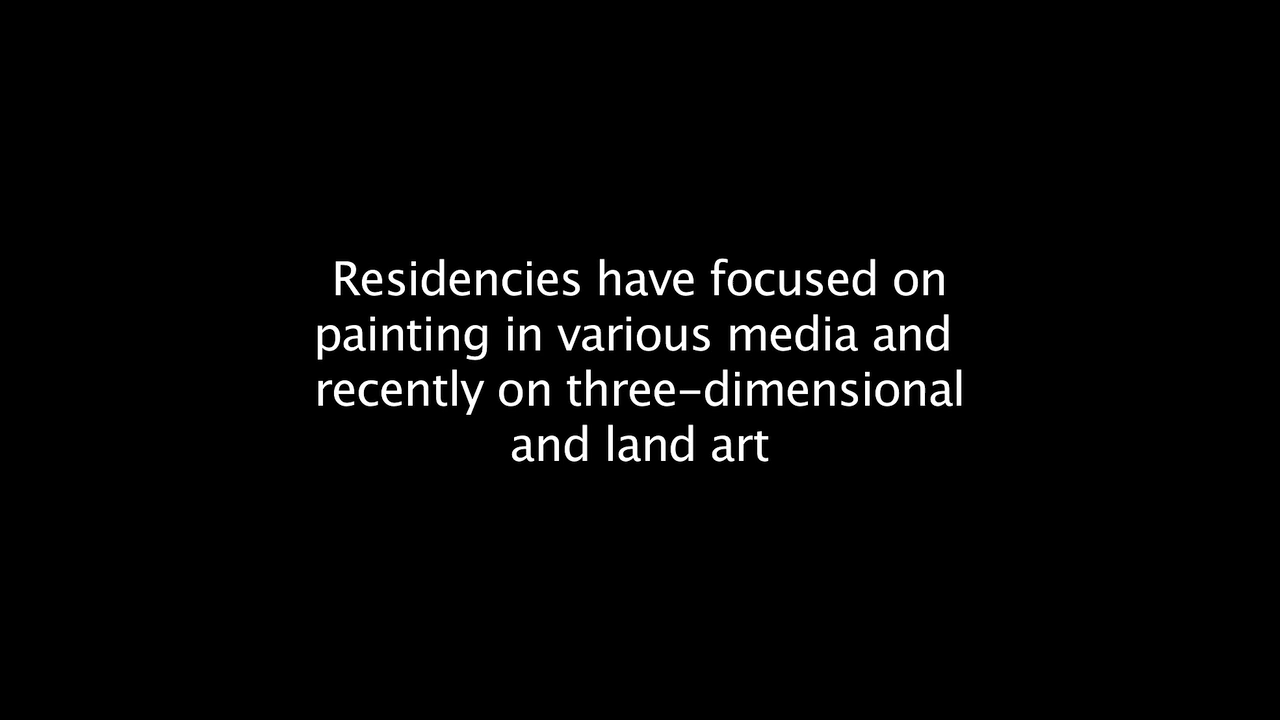 Residencies have focused on
painting in various media and
recently on three-dimensional
and land art